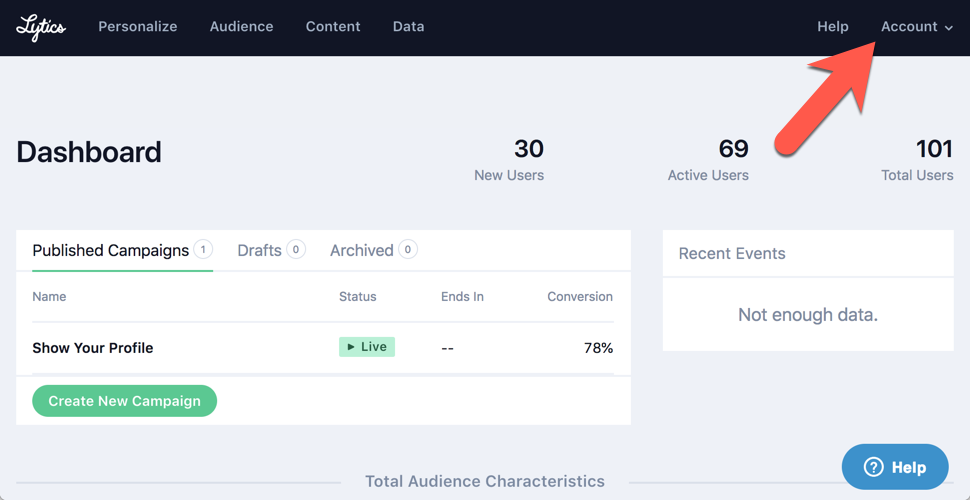 Lytics Personalize Audience Content Data Help Account
Dashboard
30 69 101
New Users Active Users Total Users
Published Campaigns 1 Drafts 0 Archived 0
Name Status Ends In Conversion
Show Your Profile Live -- 78%
Create New Campaign
Recent Events
Not enough data.
Help
Total Audience Characteristics